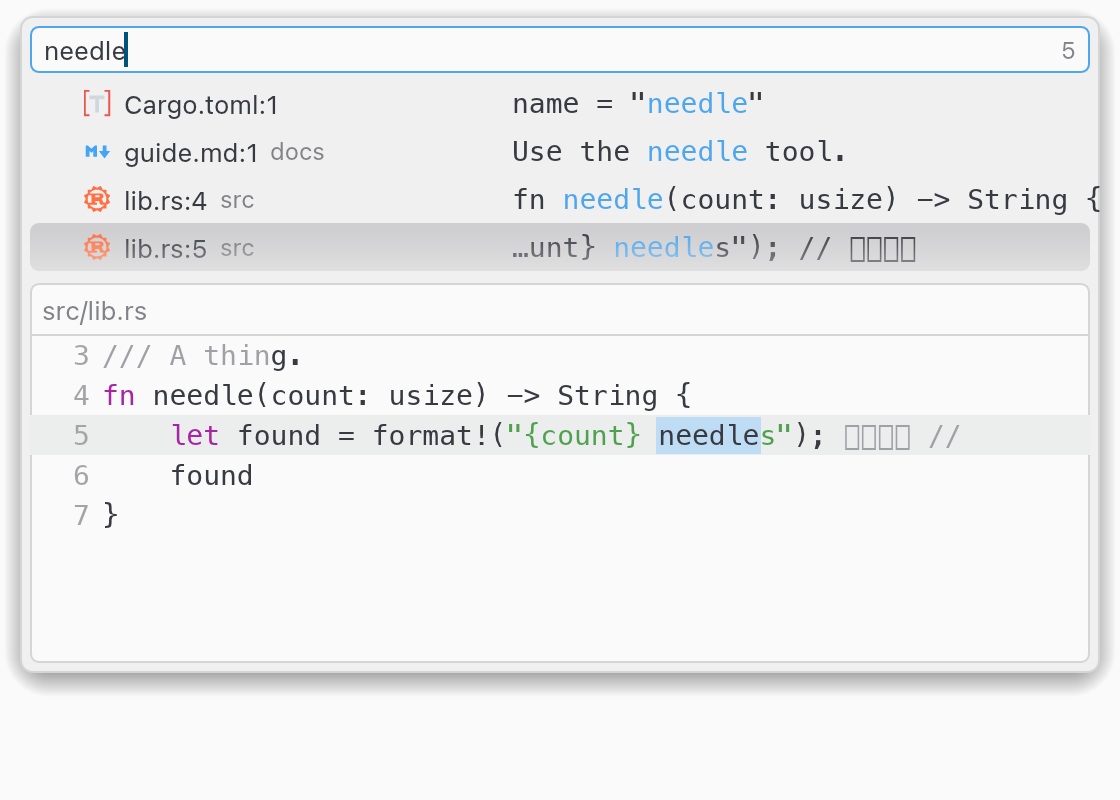 needle 5
Cargo.toml:1 name = "needle"
guide.md:1 docs Use the needle tool.
lib.rs:4 src fn needle(count: usize) -> String {
lib.rs:5 src …unt} needles"); //
src/lib.rs
3 /// A thing.
4 fn needle(count: usize) -> String {
5 let found = format!("{count} needles"); //
6 found
7 }